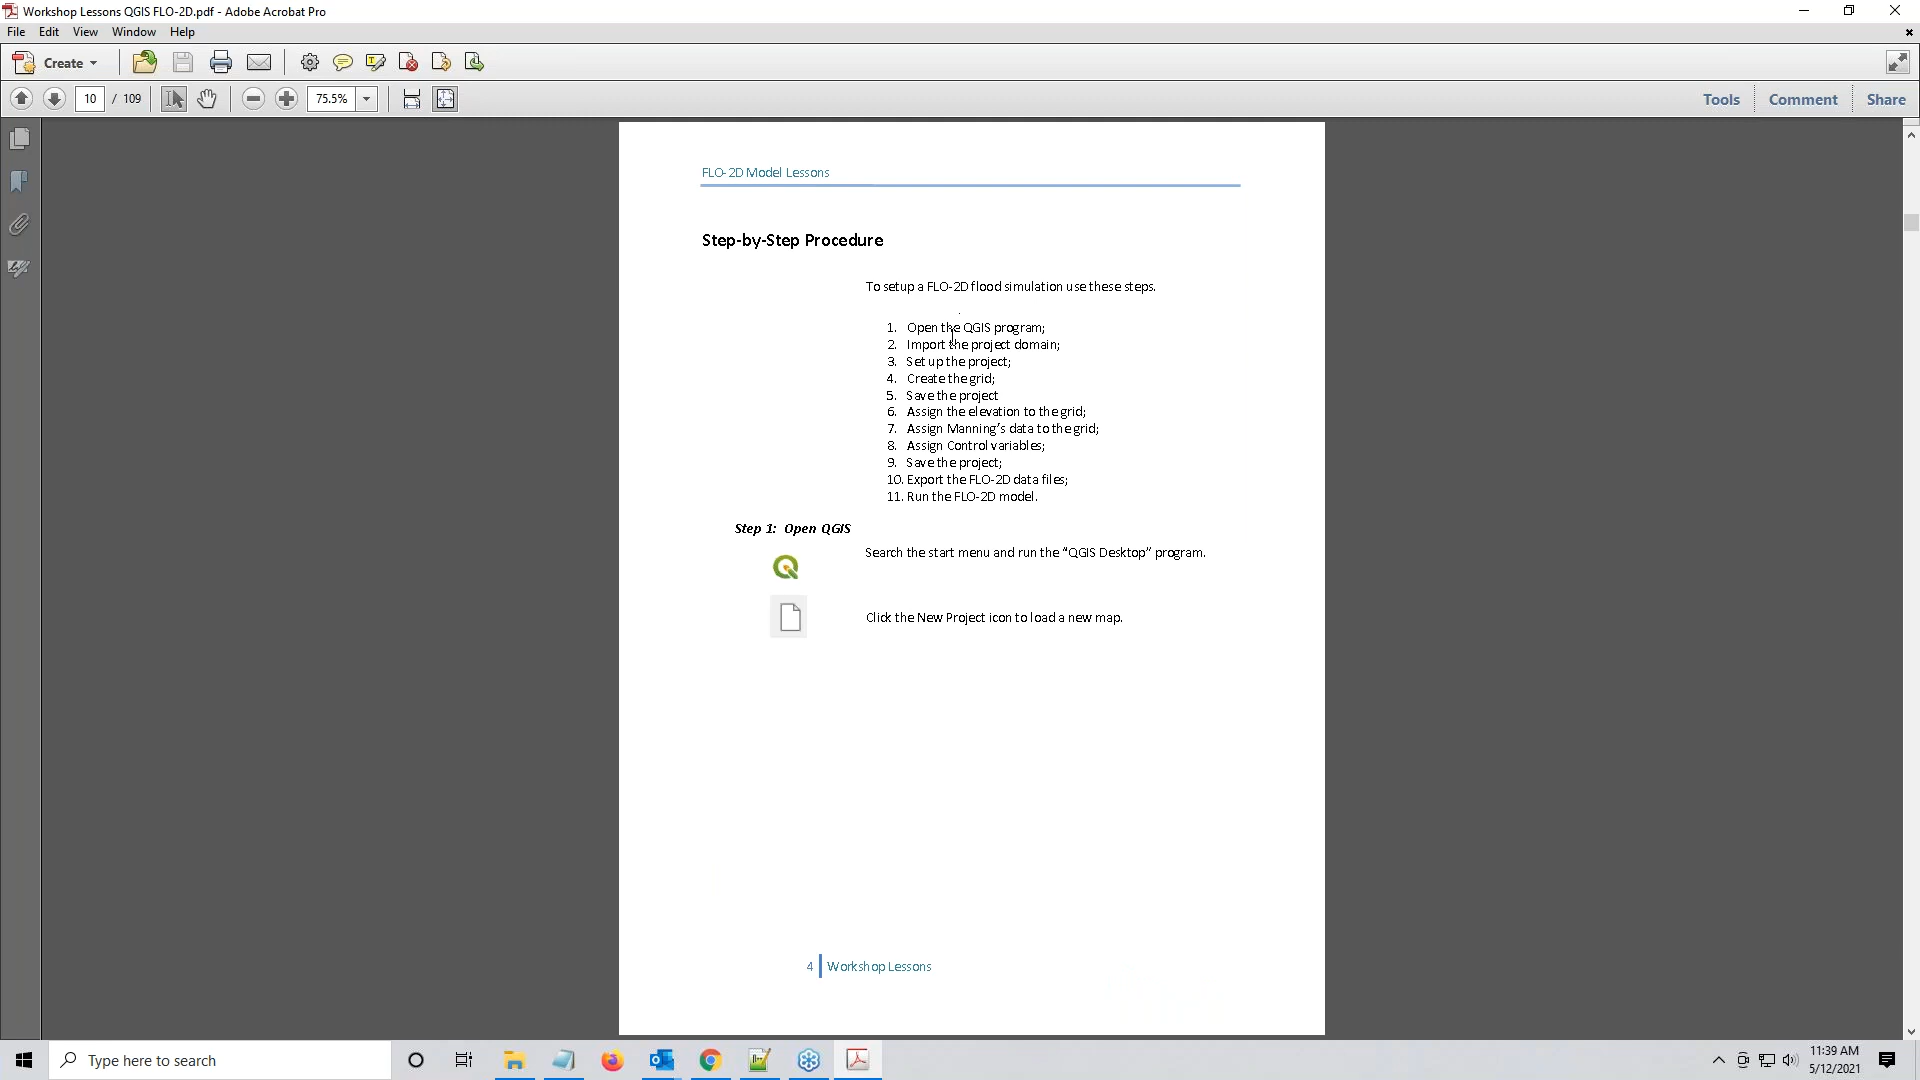 Workshop Lessons QGIS FLO-2D.pdf - Adobe Acrobat Pro
File Edit View Window Help
Create
10 / 109 75.5% Tools Comment Share
FLO-2D Model Lessons
Step-by-Step Procedure
To setup a FLO-2D flood simulation use these steps.
1. Open the QGIS program;
2. Import the project domain;
3. Set up the project;
4. Create the grid;
5. Save the project
6. Assign the elevation to the grid;
7. Assign Manning's data to the grid;
8. Assign Control variables;
9. Save the project;
10. Export the FLO-2D data files;
11. Run the FLO-2D model.
Step 1: Open QGIS
Search the start menu and run the “QGIS Desktop” program.
Click the New Project icon to load a new map.
4 Workshop Lessons
Type here to search
11:39 AM
5/12/2021